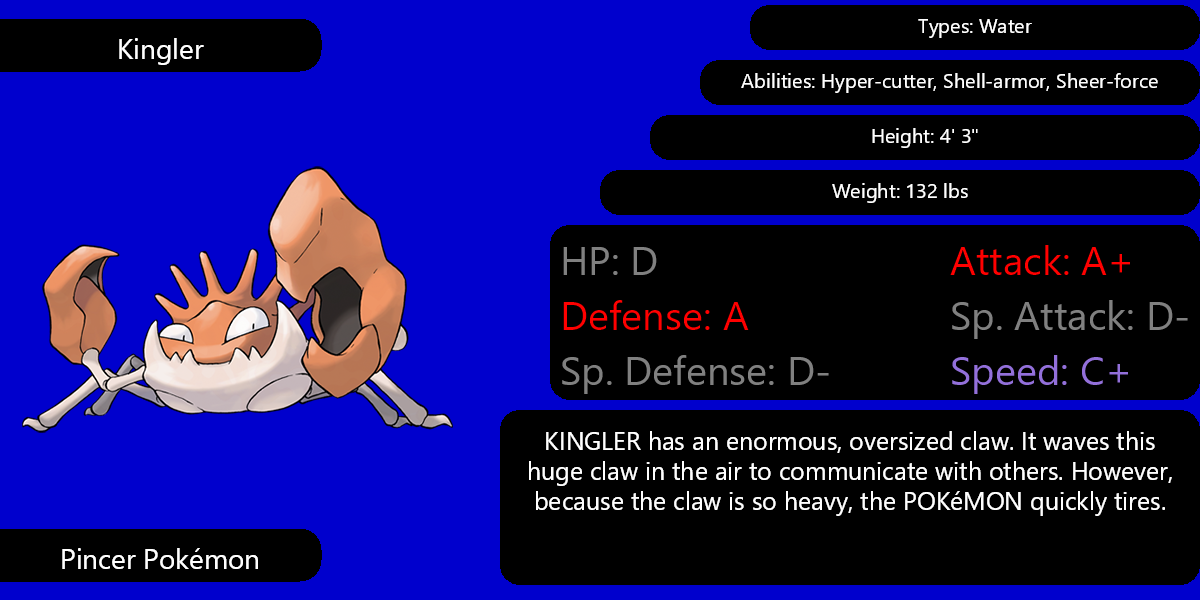 Kingler
Types: Water
Abilities: Hyper-cutter, Shell-armor, Sheer-force
Height: 4' 3"
Weight: 132 lbs
HP: D
Attack: A+
Defense: A
Sp. Attack: D-
Sp. Defense: D-
Speed: C+
KINGLER has an enormous, oversized claw. It waves this
huge claw in the air to communicate with others. However,
because the claw is so heavy, the POKéMON quickly tires.
Pincer Pokémon